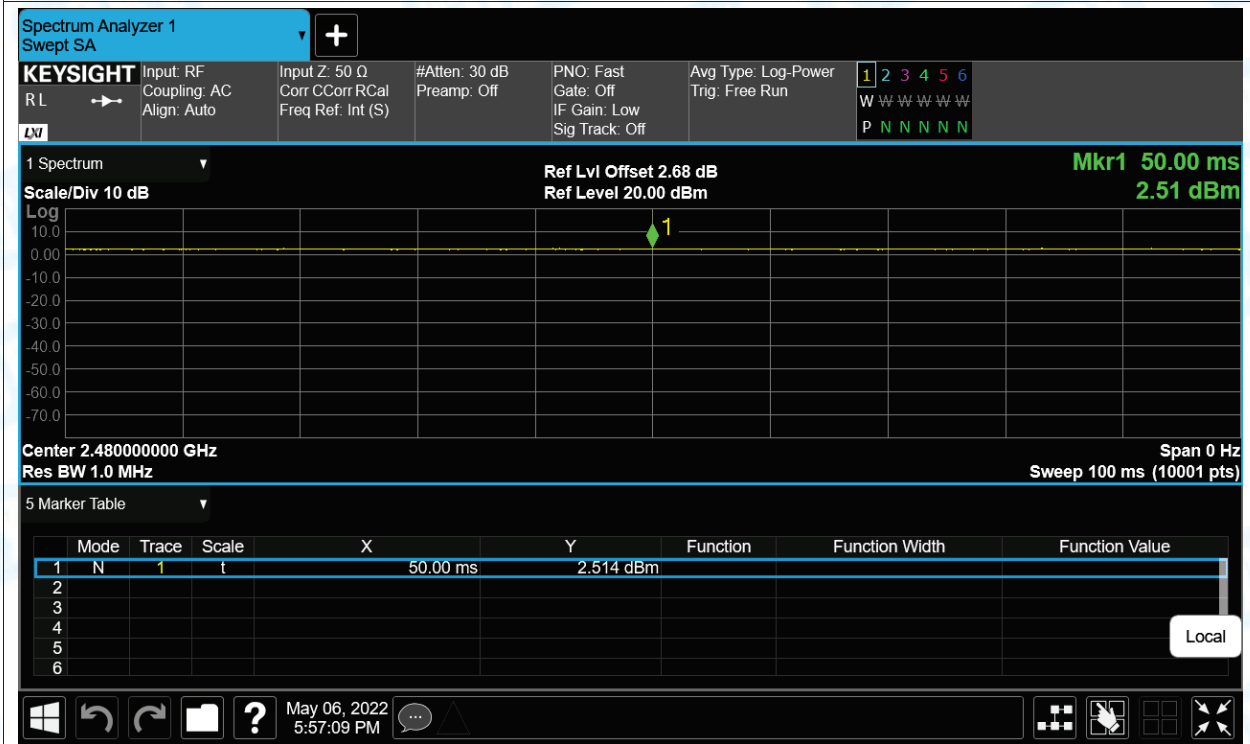 Spectrum Analyzer 1
Swept SA
+
KEYSIGHT Input: RF Input Z: 50 Ω #Atten: 30 dB PNO: Fast Avg Type: Log-Power 1 2 3 4 5 6
R L Coupling: AC Corr CCorr RCal Preamp: Off Gate: Off Trig: Free Run W W W W W W
Align: Auto Freq Ref: Int (S) IF Gain: Low
LXI Sig Track: Off P N N N N N
1 Spectrum Ref Lvl Offset 2.68 dB Mkr1 50.00 ms
Scale/Div 10 dB Ref Level 20.00 dBm 2.51 dBm
Log
10.0 1
0.00
-10.0
-20.0
-30.0
-40.0
-50.0
-60.0
-70.0
Center 2.480000000 GHz Span 0 Hz
Res BW 1.0 MHz Sweep 100 ms (10001 pts)
5 Marker Table
Mode Trace Scale X Y Function Function Width Function Value
1 N 1 t 50.00 ms 2.514 dBm
2
3
4
5
6
Local
? May 06, 2022
5:57:09 PM